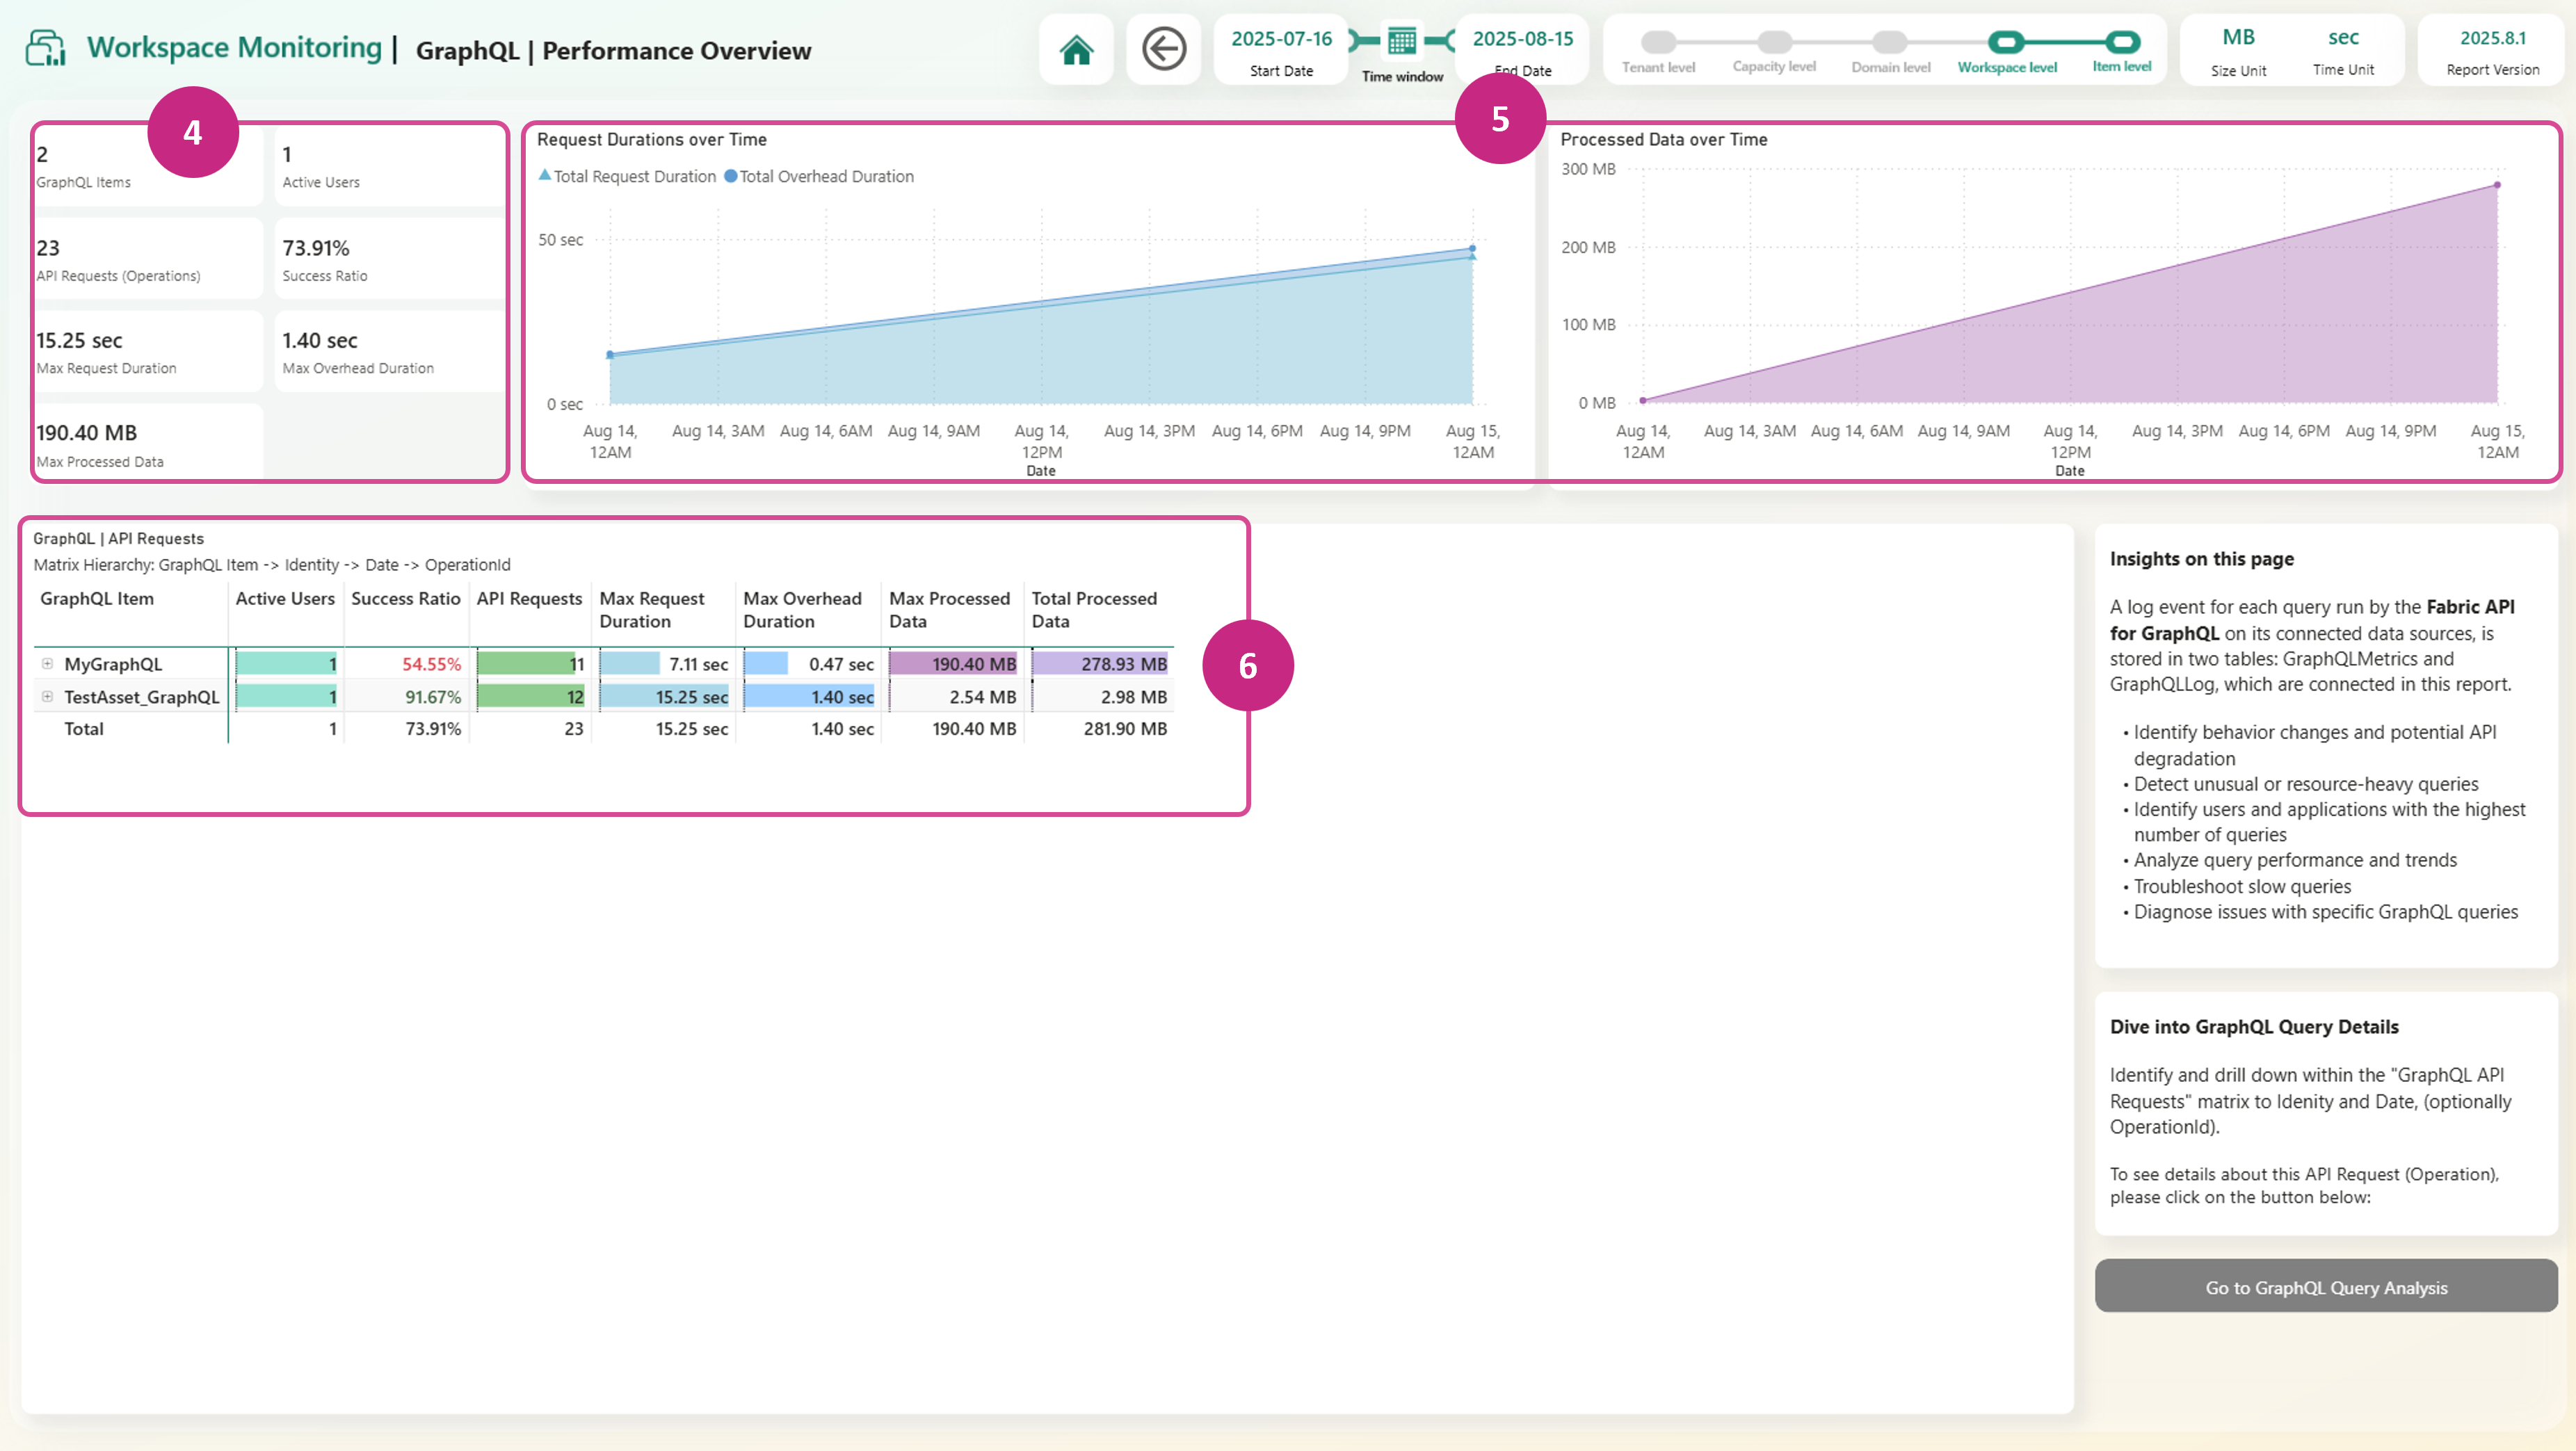 Workspace Monitoring | GraphQL | Performance Overview
2025-07-16
Start Date
Time window
2025-08-15
End Date
Tenant level
Capacity level
Domain level
Workspace level
Item level
MB
Size Unit
sec
Time Unit
2025.8.1
Report Version
4
2
GraphQL Items
1
Active Users
23
API Requests (Operations)
73.91%
Success Ratio
15.25 sec
Max Request Duration
1.40 sec
Max Overhead Duration
190.40 MB
Max Processed Data
5
Request Durations over Time
Total Request Duration Total Overhead Duration
50 sec
0 sec
Aug 14, 12AM
Aug 14, 3AM
Aug 14, 6AM
Aug 14, 9AM
Aug 14, 12PM
Aug 14, 3PM
Aug 14, 6PM
Aug 14, 9PM
Aug 15, 12AM
Date
Processed Data over Time
300 MB
200 MB
100 MB
0 MB
Aug 14, 12AM
Aug 14, 3AM
Aug 14, 6AM
Aug 14, 9AM
Aug 14, 12PM
Aug 14, 3PM
Aug 14, 6PM
Aug 14, 9PM
Aug 15, 12AM
Date
6
GraphQL | API Requests
Matrix Hierarchy: GraphQL Item -> Identity -> Date -> OperationId
GraphQL Item Active Users Success Ratio API Requests Max Request Duration Max Overhead Duration Max Processed Data Total Processed Data
MyGraphQL 1 54.55% 11 7.11 sec 0.47 sec 190.40 MB 278.93 MB
TestAsset_GraphQL 1 91.67% 12 15.25 sec 1.40 sec 2.54 MB 2.98 MB
Total 1 73.91% 23 15.25 sec 1.40 sec 190.40 MB 281.90 MB
Insights on this page
A log event for each query run by the Fabric API
for GraphQL on its connected data sources, is
stored in two tables: GraphQLMetrics and
GraphQLLog, which are connected in this report.
• Identify behavior changes and potential API
degradation
• Detect unusual or resource-heavy queries
• Identify users and applications with the highest
number of queries
• Analyze query performance and trends
• Troubleshoot slow queries
• Diagnose issues with specific GraphQL queries
Dive into GraphQL Query Details
Identify and drill down within the "GraphQL API
Requests" matrix to Idenity and Date, (optionally
OperationId).
To see details about this API Request (Operation),
please click on the button below:
Go to GraphQL Query Analysis